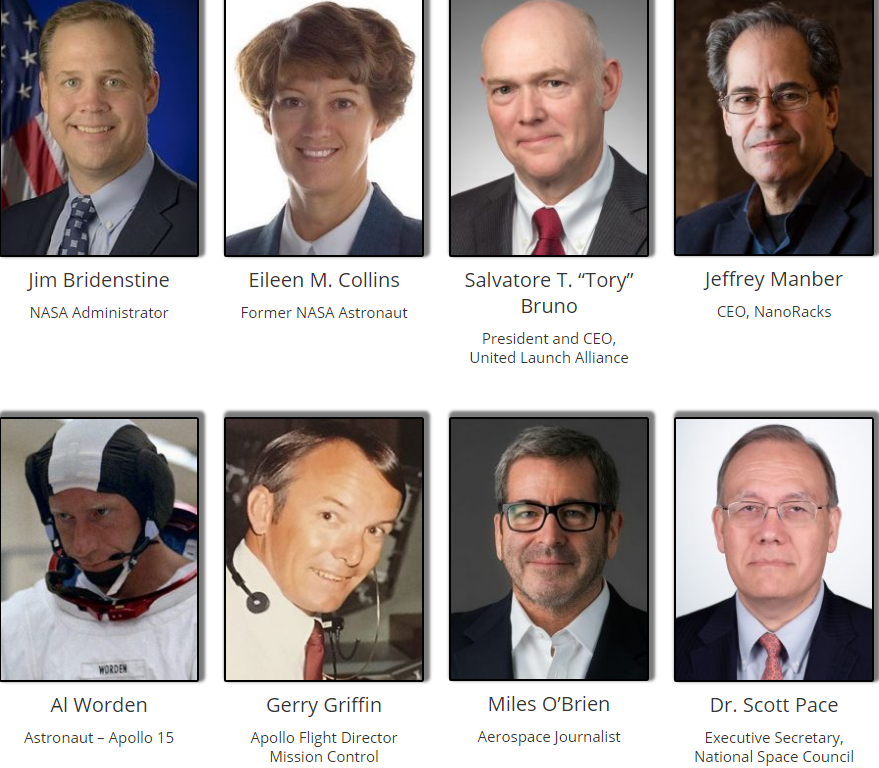 Jim Bridenstine
NASA Administrator
Eileen M. Collins
Former NASA Astronaut
Salvatore T. “Tory”
Bruno
President and CEO,
United Launch Alliance
Jeffrey Manber
CEO, NanoRacks
WORDEN
Al Worden
Astronaut – Apollo 15
Gerry Griffin
Apollo Flight Director
Mission Control
Miles O’Brien
Aerospace Journalist
Dr. Scott Pace
Executive Secretary,
National Space Council